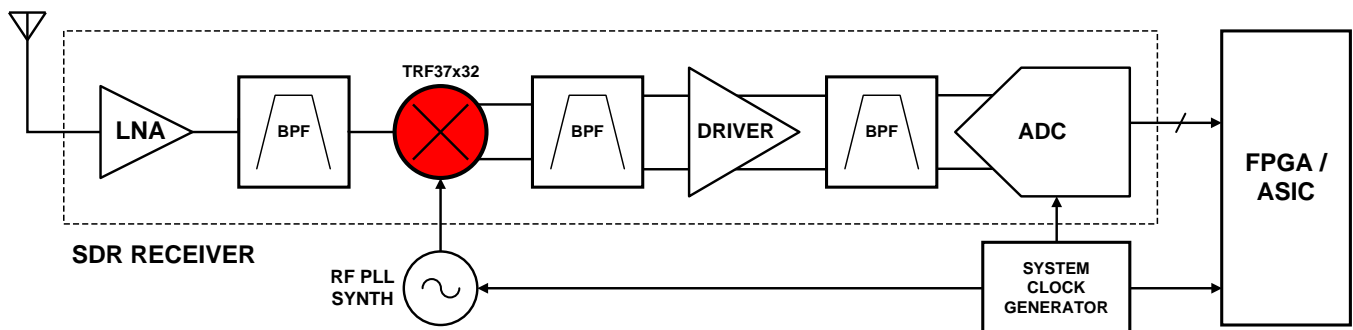 TRF37x32
LNA
BPF
BPF
DRIVER
BPF
ADC
FPGA /
ASIC
SDR RECEIVER
RF PLL
SYNTH
SYSTEM
CLOCK
GENERATOR